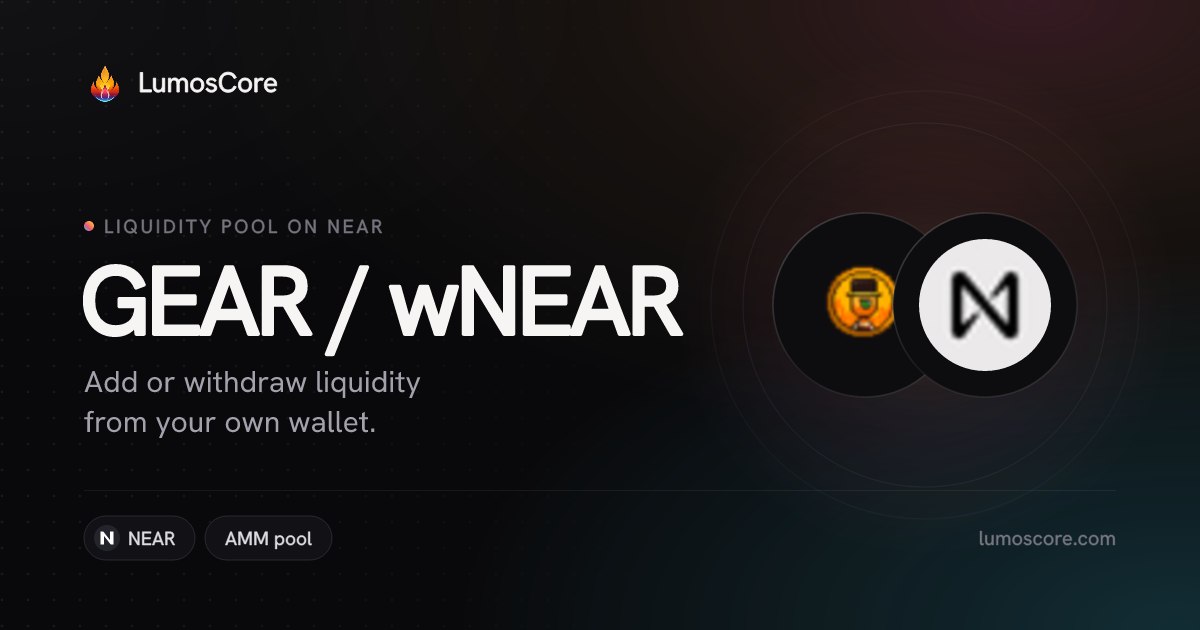 LumosCore
LIQUIDITY POOL ON NEAR
GEAR / wNEAR
Add or withdraw liquidity
from your own wallet.
NEAR
AMM pool
lumoscore.com